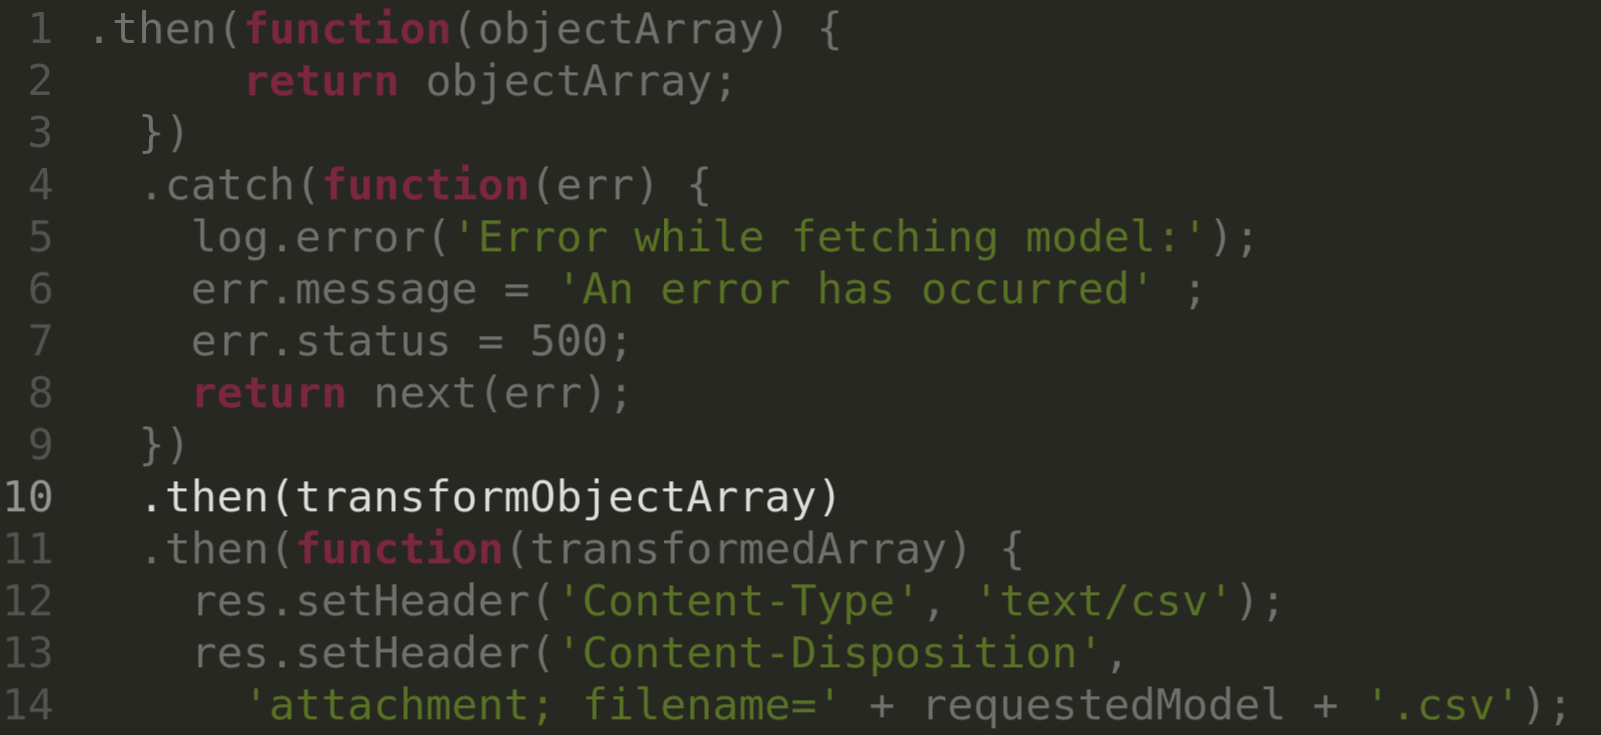 1 .then(function(objectArray) {
2 return objectArray;
3 })
4 .catch(function(err) {
5 log.error('Error while fetching model:');
6 err.message = 'An error has occurred' ;
7 err.status = 500;
8 return next(err);
9 })
10 .then(transformObjectArray)
11 .then(function(transformedArray) {
12 res.setHeader('Content-Type', 'text/csv');
13 res.setHeader('Content-Disposition',
14 'attachment; filename=' + requestedModel + '.csv');